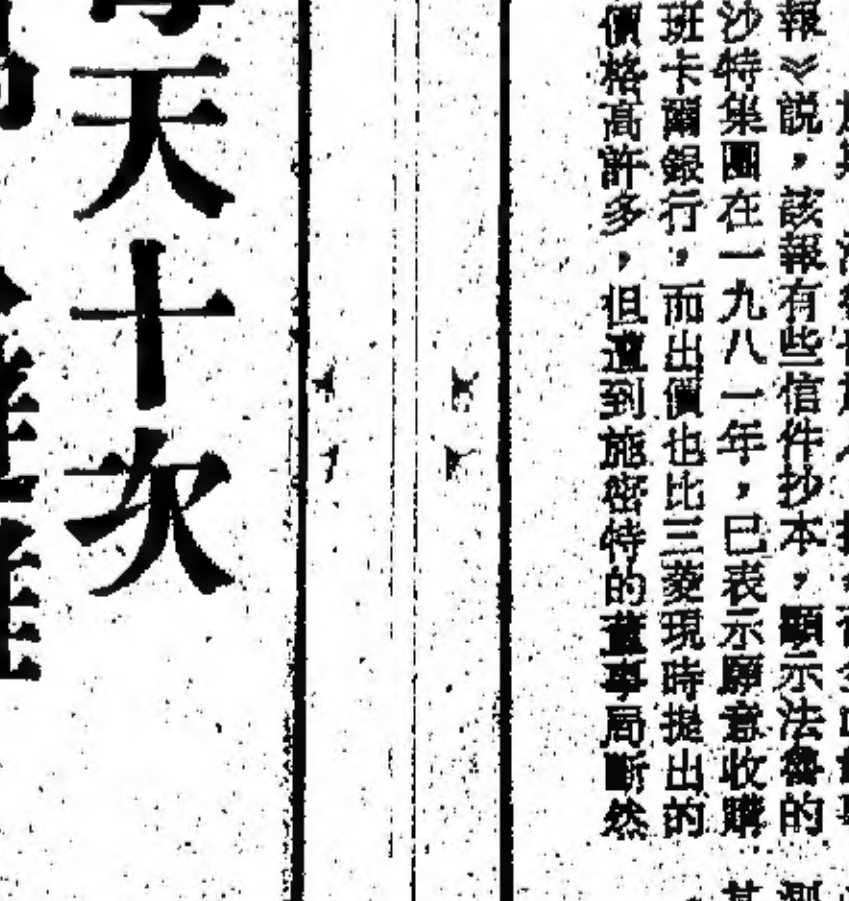 報》説，該報有些信件抄本，顯示法魯的
沙特集團在一九八一年，已表示願意收購
班卡爾銀行，而出價也比三菱現時提出的
價格高許多，但遭到施密特的董事局斷然
摩天十次